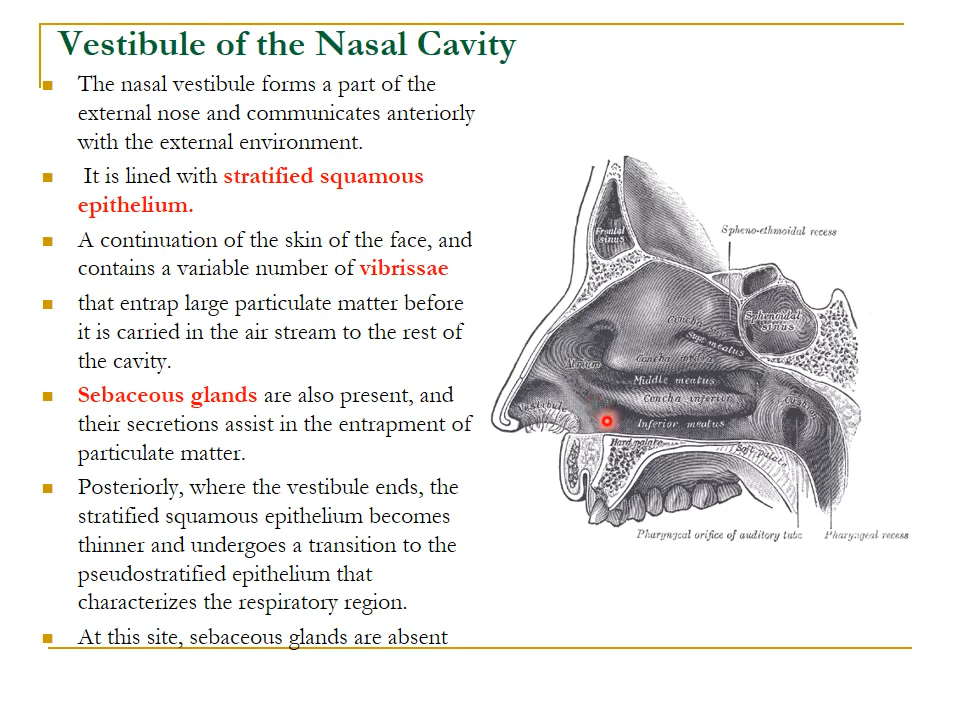 Vestibule of the Nasal Cavity
The nasal vestibule forms a part of the
external nose and communicates anteriorly
with the external environment.
It is lined with stratified squamous
epithelium.
A continuation of the skin of the face, and
contains a variable number of vibrissae
that entrap large particulate matter before
it is carried in the air stream to the rest of
the cavity.
Sebaceous glands are also present, and
their secretions assist in the entrapment of
particulate matter.
Posteriorly, where the vestibule ends, the
stratified squamous epithelium becomes
thinner and undergoes a transition to the
pseudostratified epithelium that
characterizes the respiratory region.
At this site, sebaceous glands are absent
Spheno-ethmoidal recess
Frontal
sinus
Sphenoidal
sinus
Concha
Supr meatus
Concha
Middle meatus
Concha inferior
Vestibule
Inferior meatus
Hard palate
Soft palate
Pharyngeal orifice of auditory tube
Pharyngeal recess